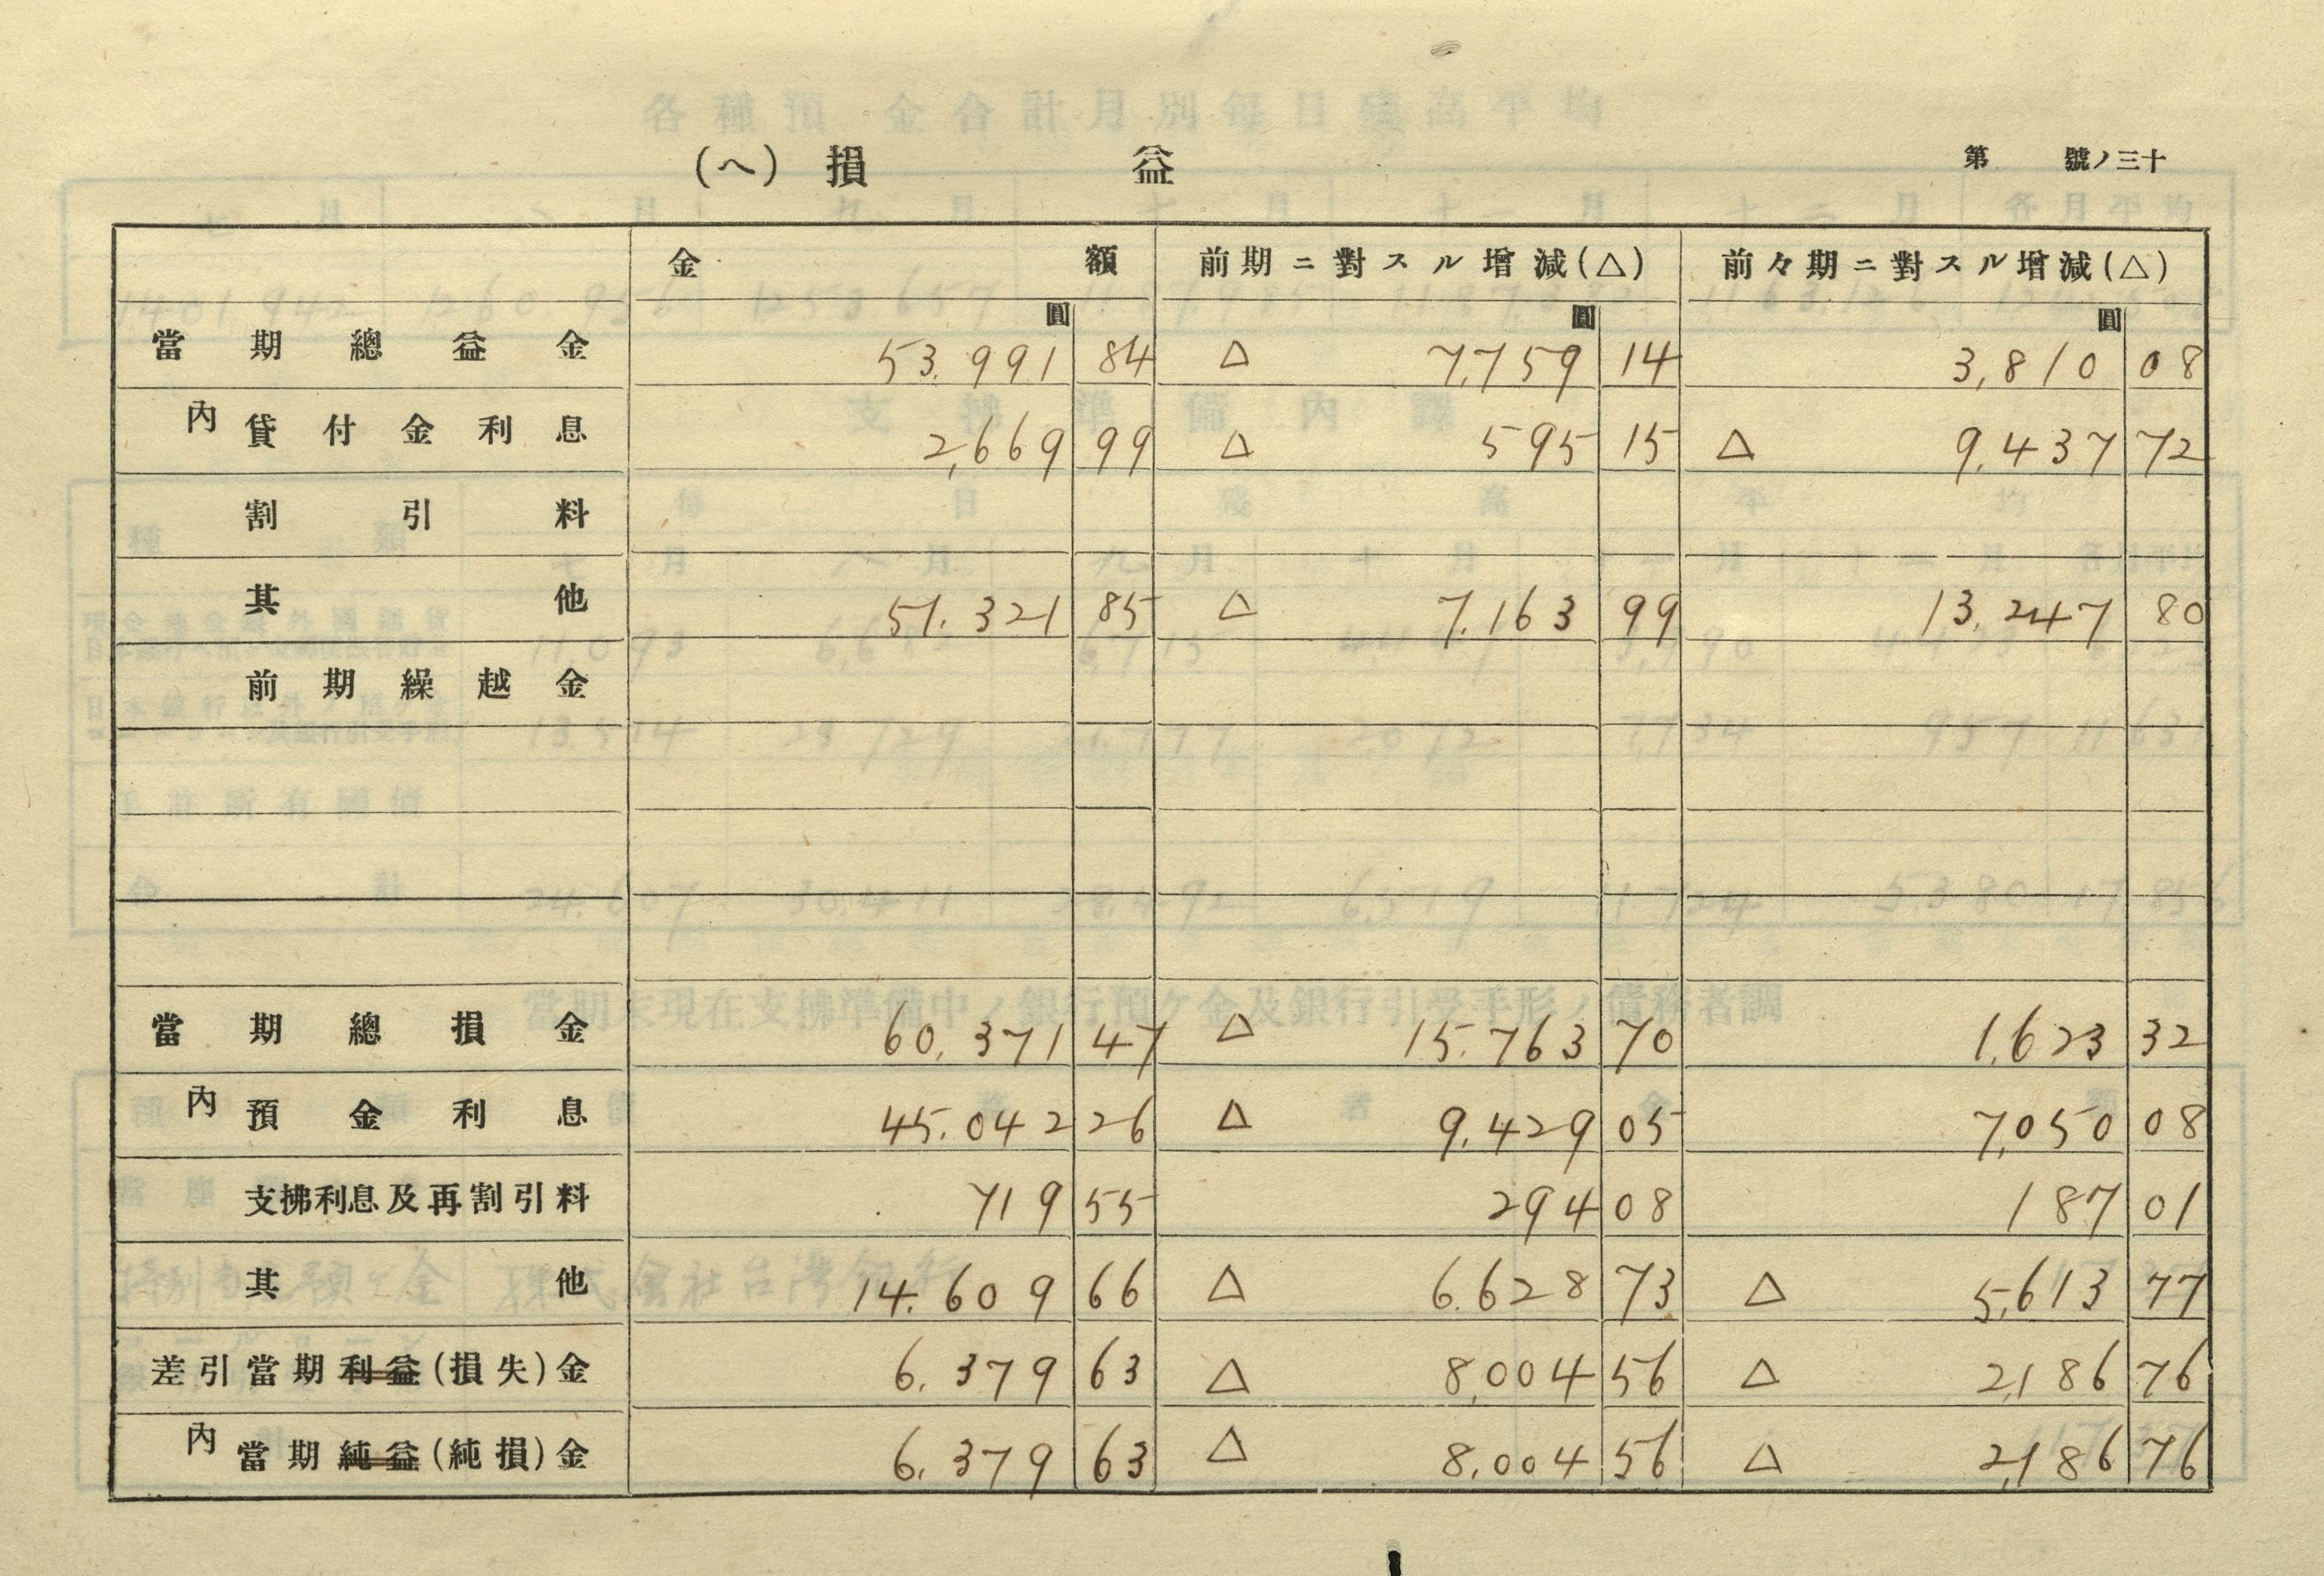 (ヘ) 損益 第 號ノ三十
金額 前期ニ對スル增減(△) 前々期ニ對スル增減(△)
圓 圓 圓
當期總益金 53,991 84 △ 7,759 14 3,810 08
內 貸付金利息 2,669 99 △ 595 15 △ 9,437 72
割引料
其他 51,321 85 △ 7,163 99 13,247 80
前期繰越金
當期總損金 60,371 47 △ 15,763 70 1,623 32
內 預金利息 45,042 26 △ 9,429 05 7,050 08
支拂利息及再割引料 719 55 294 08 187 01
其他 14,609 66 △ 6,628 73 △ 5,613 77
差引當期利益(損失)金 6,379 63 △ 8,004 56 △ 2,186 76
內 當期純益(純損)金 6,379 63 △ 8,004 56 △ 2,186 76